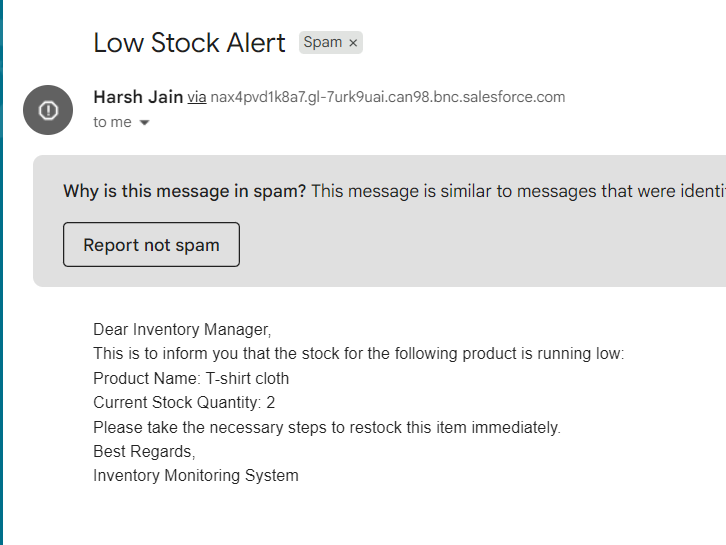 Low Stock Alert Spam ×
Harsh Jain via nax4pvd1k8a7.gl-7urk9uai.can98.bnc.salesforce.com
to me
Why is this message in spam? This message is similar to messages that were identi
Report not spam
Dear Inventory Manager,
This is to inform you that the stock for the following product is running low:
Product Name: T-shirt cloth
Current Stock Quantity: 2
Please take the necessary steps to restock this item immediately.
Best Regards,
Inventory Monitoring System